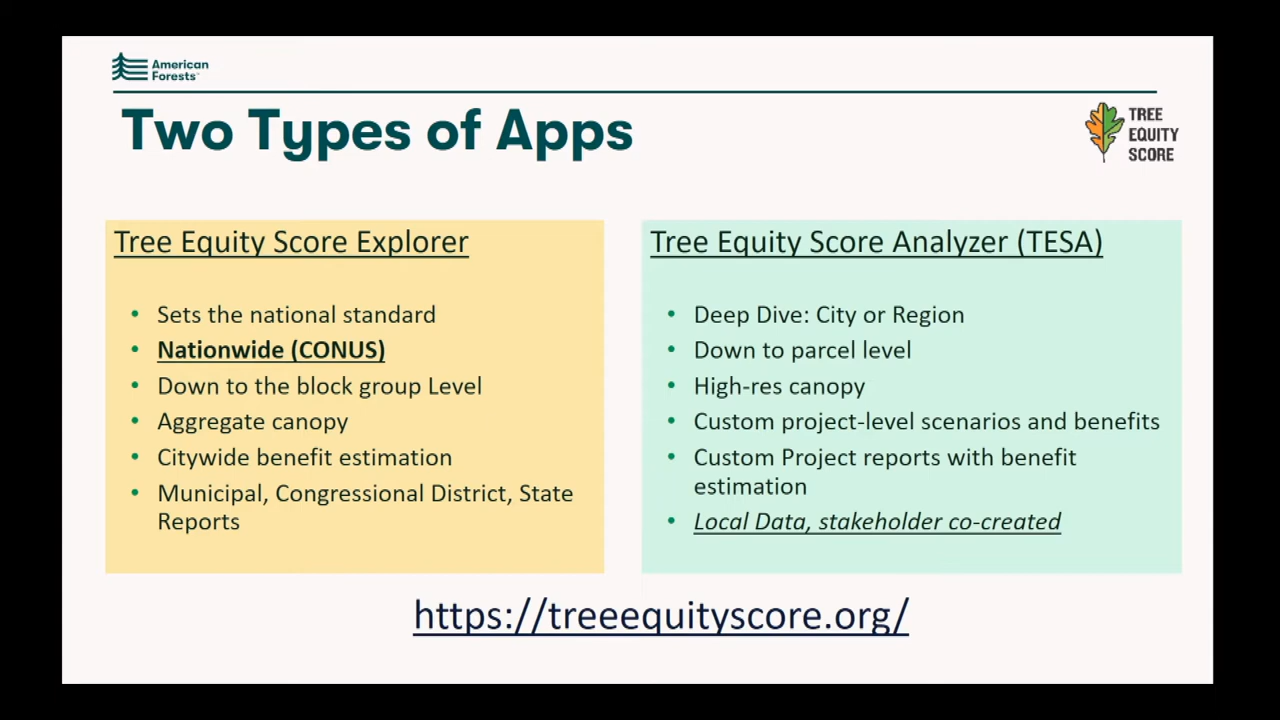 American
Forests™
Two Types of Apps
TREE
EQUITY
SCORE
Tree Equity Score Explorer
• Sets the national standard
• Nationwide (CONUS)
• Down to the block group Level
• Aggregate canopy
• Citywide benefit estimation
• Municipal, Congressional District, State
Reports
Tree Equity Score Analyzer (TESA)
• Deep Dive: City or Region
• Down to parcel level
• High-res canopy
• Custom project-level scenarios and benefits
• Custom Project reports with benefit
estimation
• Local Data, stakeholder co-created
https://treeequityscore.org/